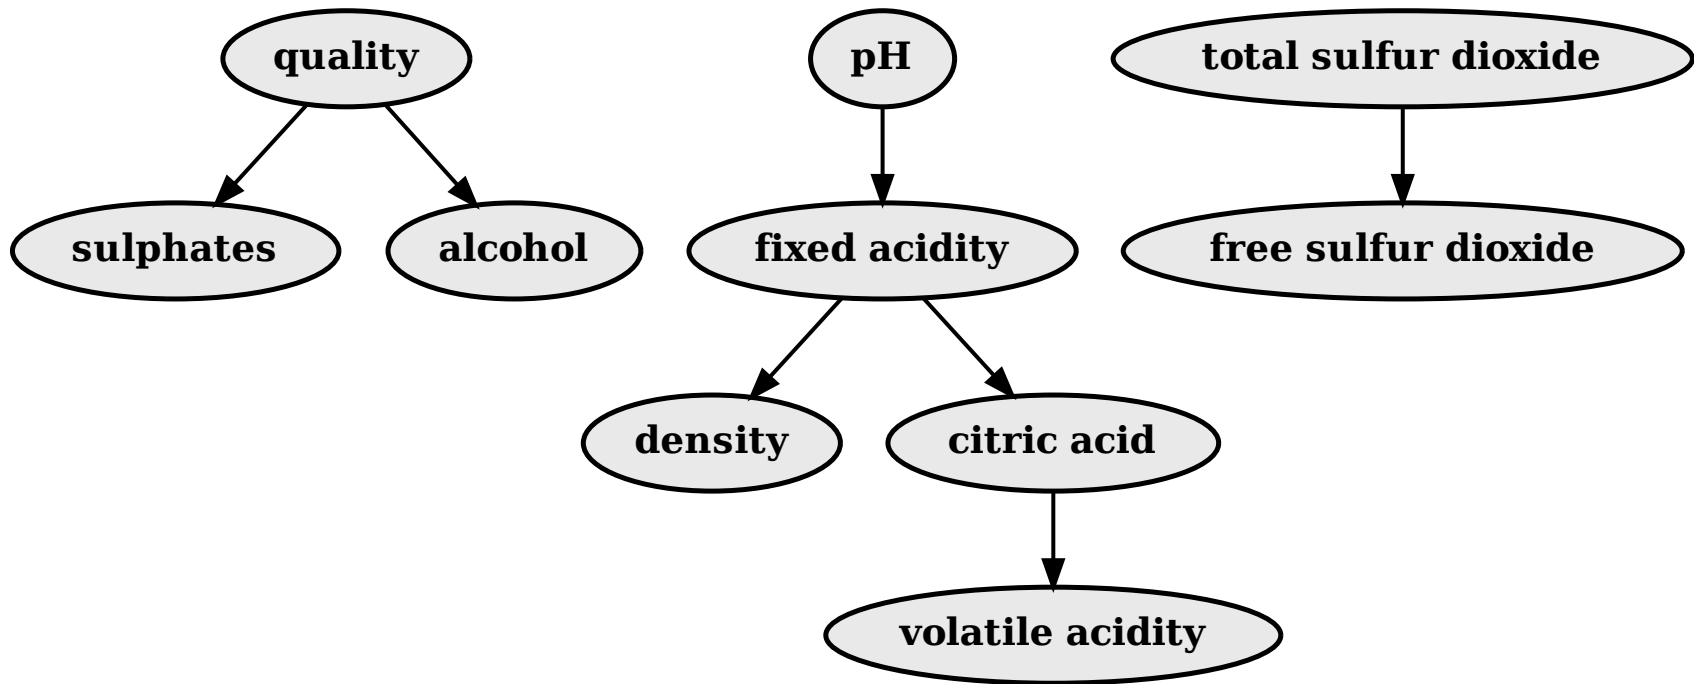 quality
pH
total sulfur dioxide
sulphates
alcohol
fixed acidity
free sulfur dioxide
density
citric acid
volatile acidity